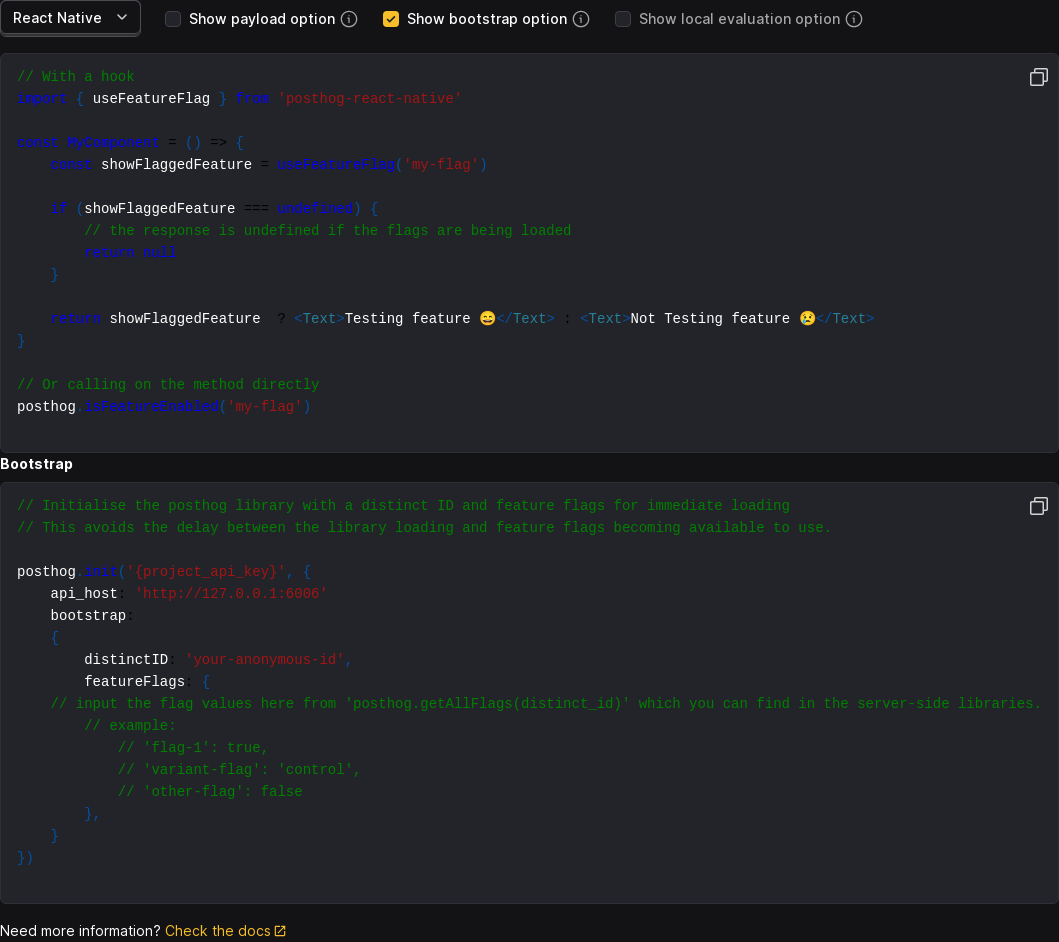 React Native
Show payload option
Show bootstrap option
Show local evaluation option
// With a hook
import { useFeatureFlag } from 'posthog-react-native'
const MyComponent = () => {
    const showFlaggedFeature = useFeatureFlag('my-flag')
    if (showFlaggedFeature === undefined) {
        // the response is undefined if the flags are being loaded
        return null
    }
    return showFlaggedFeature  ? <Text>Testing feature 😄</Text> : <Text>Not Testing feature 😢</Text>
}
// Or calling on the method directly
posthog.isFeatureEnabled('my-flag')
Bootstrap
// Initialise the posthog library with a distinct ID and feature flags for immediate loading
// This avoids the delay between the library loading and feature flags becoming available to use.
posthog.init('{project_api_key}', {
    api_host: 'http://127.0.0.1:6006'
    bootstrap:
    {
        distinctID: 'your-anonymous-id',
        featureFlags: {
    // input the flag values here from 'posthog.getAllFlags(distinct_id)' which you can find in the server-side libraries.
        // example:
            // 'flag-1': true,
            // 'variant-flag': 'control',
            // 'other-flag': false
        },
    }
})
Need more information? Check the docs